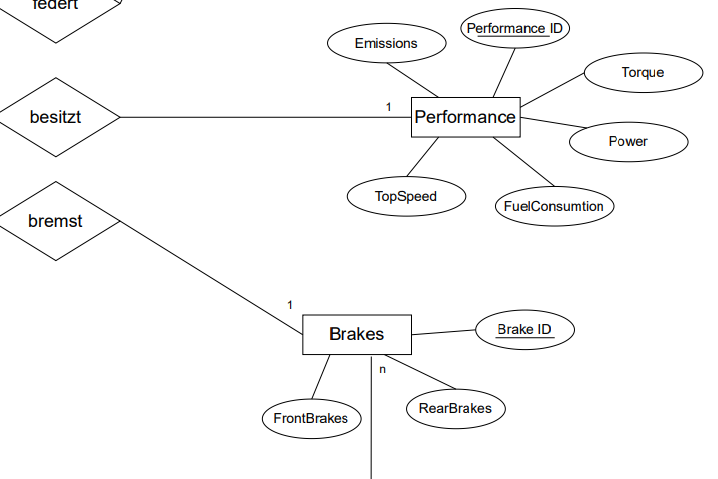 federt
Performance ID
Emissions
Torque
1
besitzt
Performance
Power
TopSpeed
FuelConsumtion
bremst
1
Brakes
Brake ID
n
FrontBrakes
RearBrakes